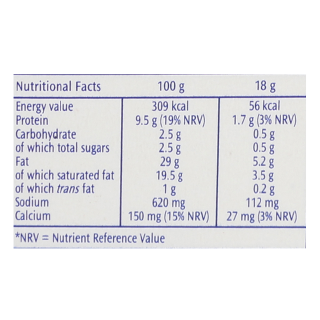 Nutritional Facts 100 g 18 g
Energy value 309 kcal 56 kcal
Protein 9.5 g (19% NRV) 1.7 g (3% NRV)
Carbohydrate 2.5 g 0.5 g
of which total sugars 2.5 g 0.5 g
Fat 29 g 5.2 g
of which saturated fat 19.5 g 3.5 g
of which trans fat 1 g 0.2 g
Sodium 620 mg 112 mg
Calcium 150 mg (15% NRV) 27 mg (3% NRV)
*NRV = Nutrient Reference Value